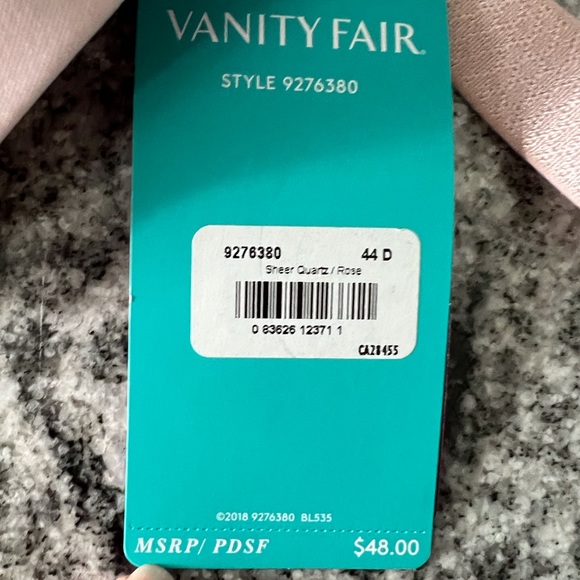 VANITY FAIR®
STYLE 9276380
9276380 44 D
Sheer Quartz / Rose
0 83626 12371 1
CA28455
©2018 9276380 BL535
MSRP/ PDSF $48.00